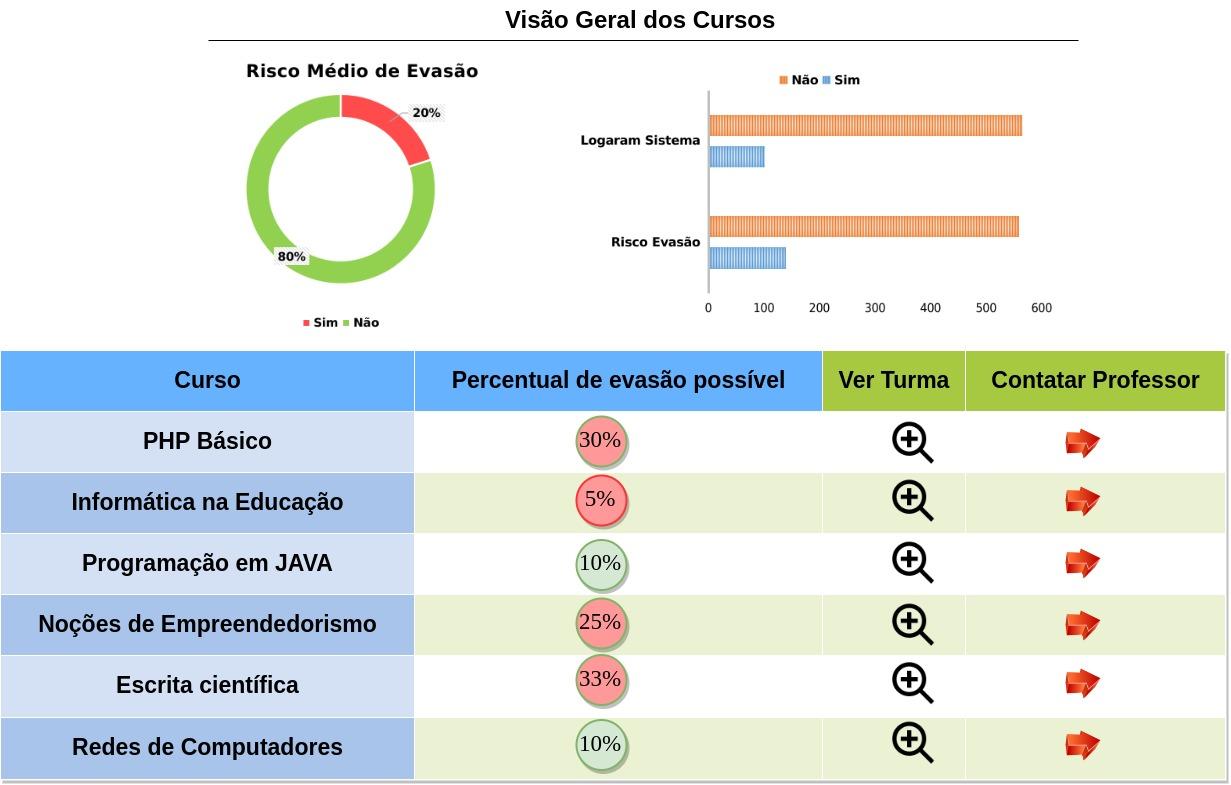 Visão Geral dos Cursos
Risco Médio de Evasão
20%
80%
Sim Não
Não Sim
Logaram Sistema
Risco Evasão
0 100 200 300 400 500 600
Curso Percentual de evasão possível Ver Turma Contatar Professor
PHP Básico 30%
Informática na Educação 5%
Programação em JAVA 10%
Noções de Empreendedorismo 25%
Escrita científica 33%
Redes de Computadores 10%